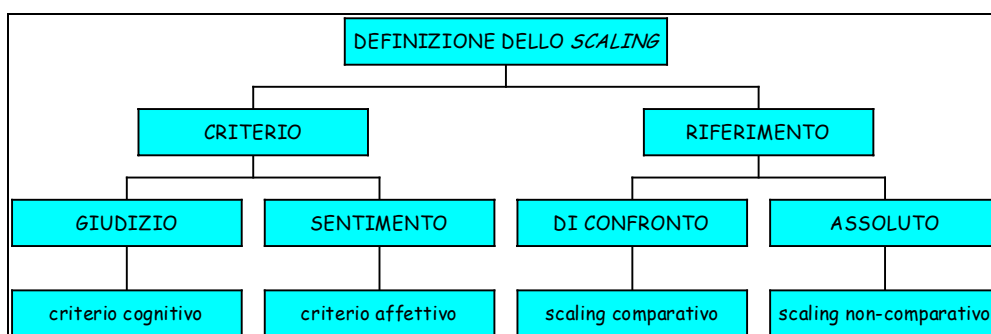 DEFINIZIONE DELLO SCALING
CRITERIO
RIFERIMENTO
GIUDIZIO
SENTIMENTO
DI CONFRONTO
ASSOLUTO
criterio cognitivo
criterio affettivo
scaling comparativo
scaling non-comparativo